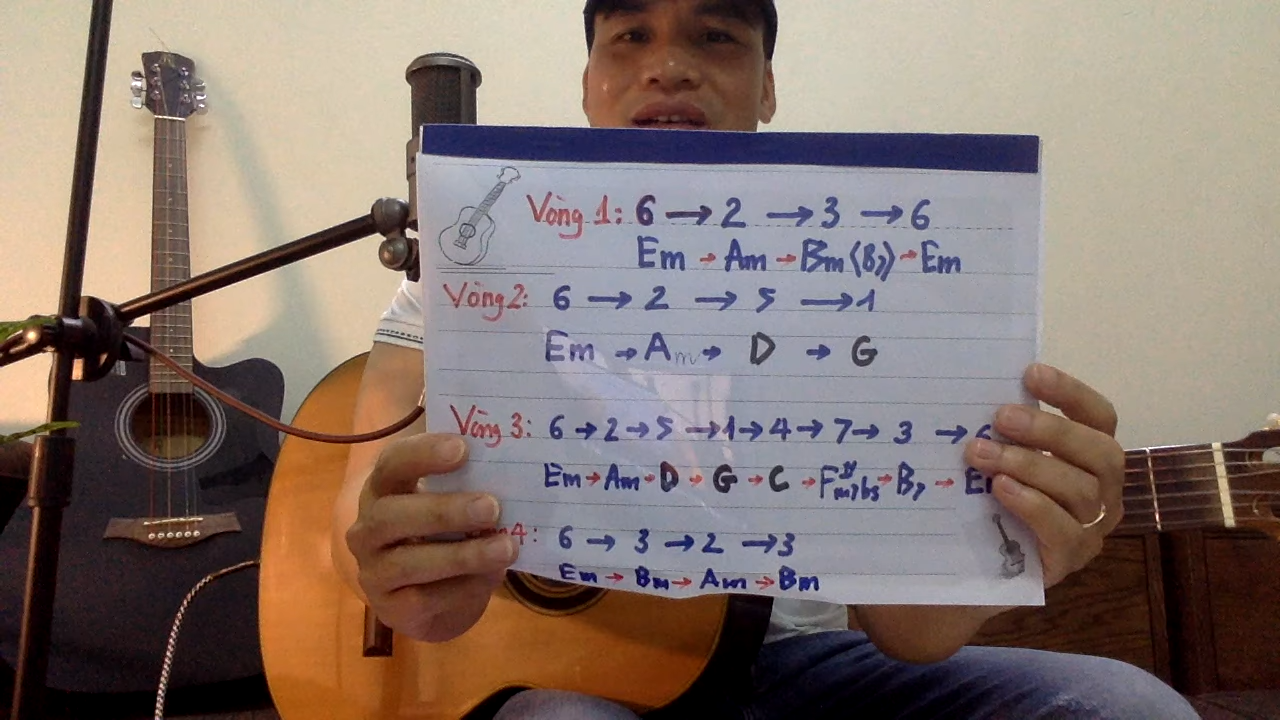 Vòng 1: 6 → 2 → 3 → 6
Em → Am → Bm (B7) → Em
Vòng 2: 6 → 2 → 5 → 1
Em → Am → D → G
Vòng 3: 6 → 2 → 5 → 1 → 4 → 7 → 3 → 6
Em → Am → D → G → C → F#m7b5 → B7 → Em
4: 6 → 3 → 2 → 3
Em → Bm → Am → Bm